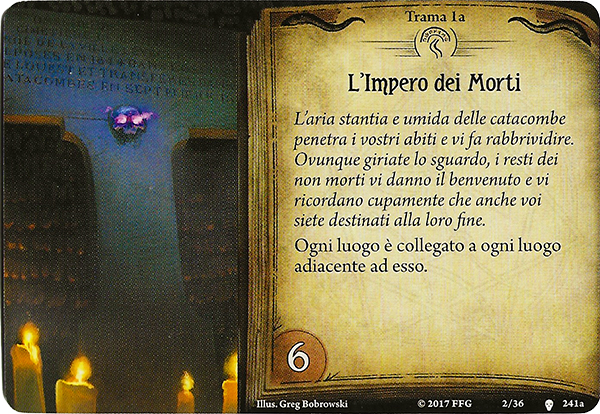 Trama 1a
L'Impero dei Morti
L'aria stantia e umida delle catacombe
penetra i vostri abiti e vi fa rabbrividire.
Ovunque giriate lo sguardo, i resti dei
non morti vi danno il benvenuto e vi
ricordano cupamente che anche voi
siete destinati alla loro fine.
Ogni luogo è collegato a ogni luogo
adiacente ad esso.
6
Illus. Greg Bobrowski
© 2017 FFG
2/36
241a